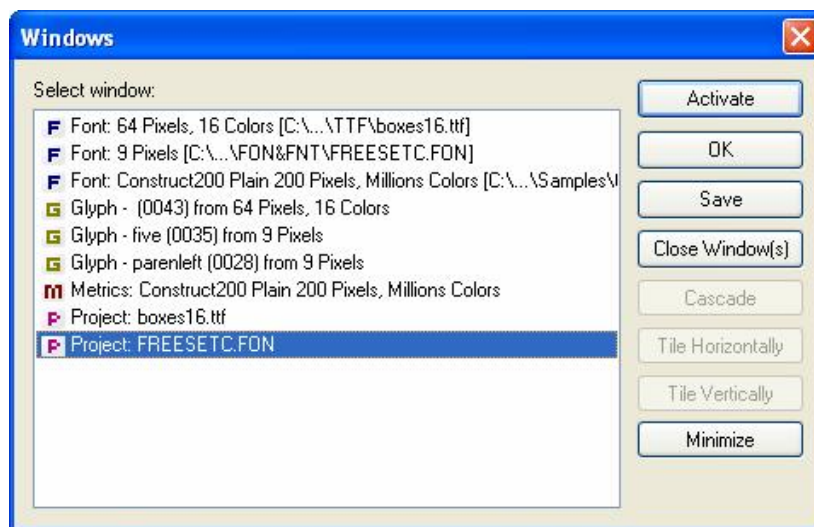 Windows
Select window:
F Font: 64 Pixels, 16 Colors [C:\...\TTF\boxes16.ttf]
F Font: 9 Pixels [C:\...\FON&FNT\FREESETC.FON]
F Font: Construct200 Plain 200 Pixels, Millions Colors [C:\...\Samples\
G Glyph - (0043) from 64 Pixels, 16 Colors
G Glyph - five (0035) from 9 Pixels
G Glyph - parenleft (0028) from 9 Pixels
M Metrics: Construct200 Plain 200 Pixels, Millions Colors
P Project: boxes16.ttf
P Project: FREESETC.FON
Activate
OK
Save
Close Window(s)
Cascade
Tile Horizontally
Tile Vertically
Minimize